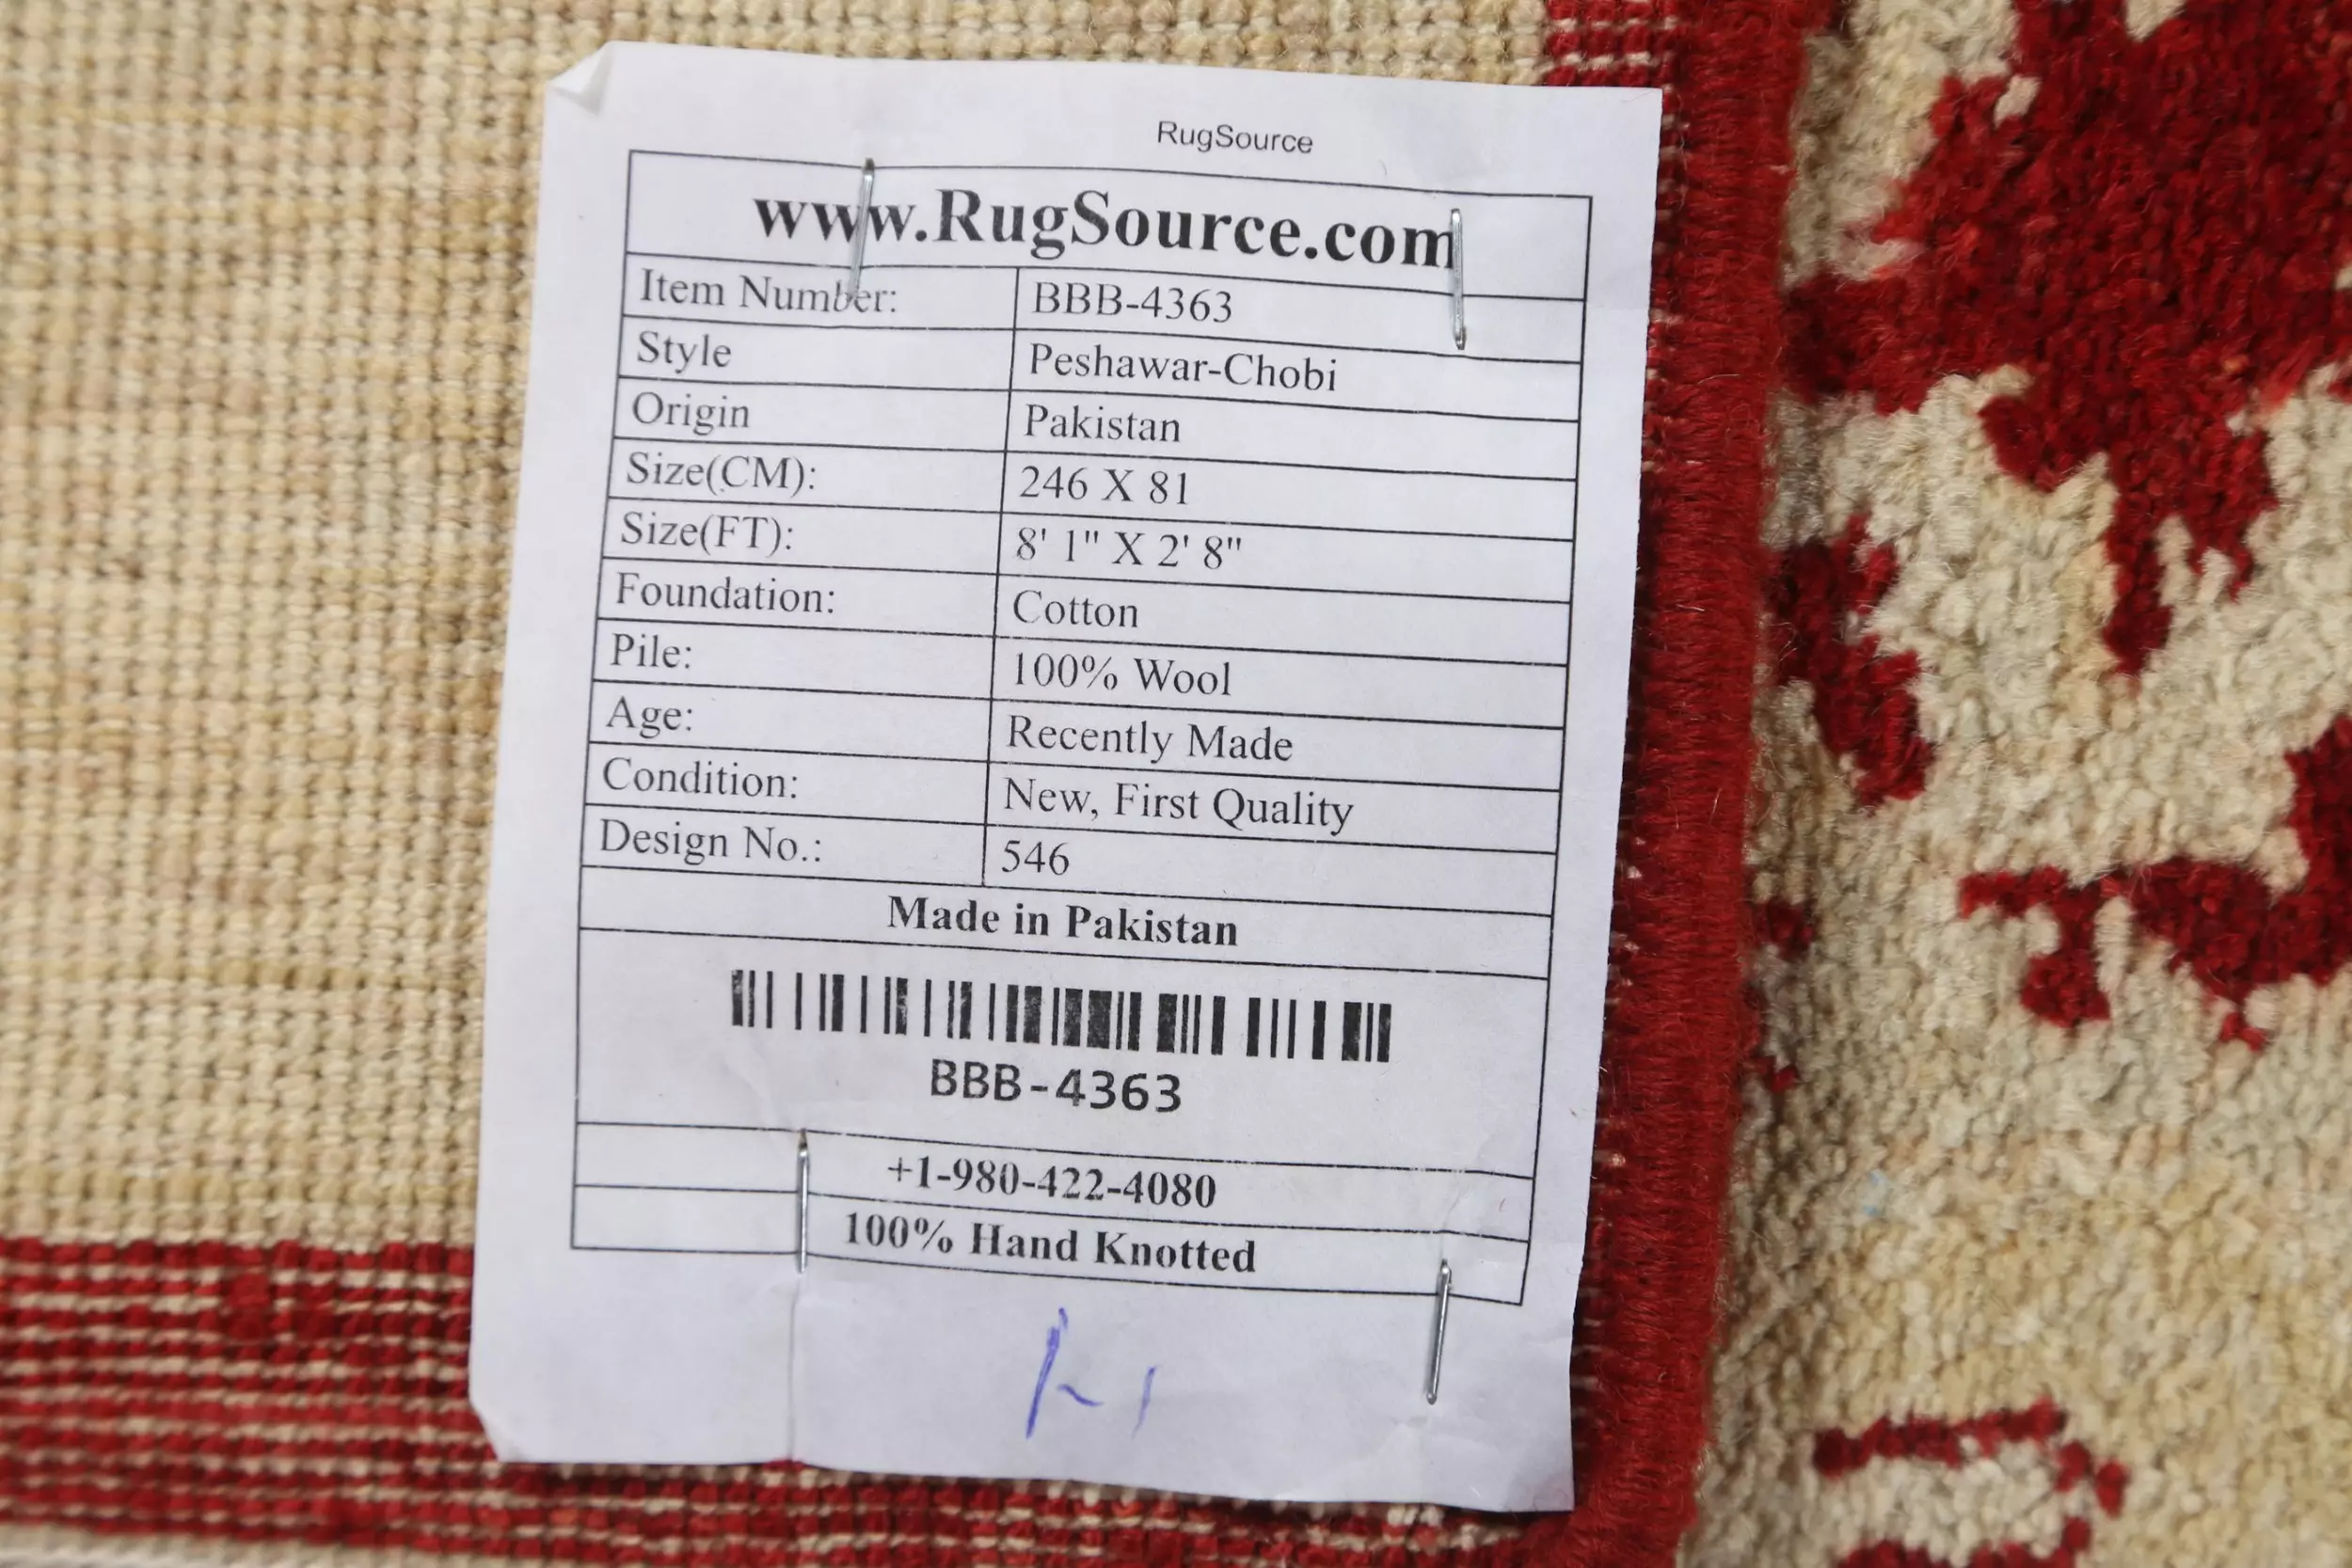 RugSource
www.RugSource.com
Item Number: BBB-4363
Style Peshawar-Chobi
Origin Pakistan
Size(CM): 246 X 81
Size(FT): 8' 1" X 2' 8"
Foundation: Cotton
Pile: 100% Wool
Age: Recently Made
Condition: New, First Quality
Design No.: 546
Made in Pakistan
BBB-4363
+1-980-422-4080
100% Hand Knotted